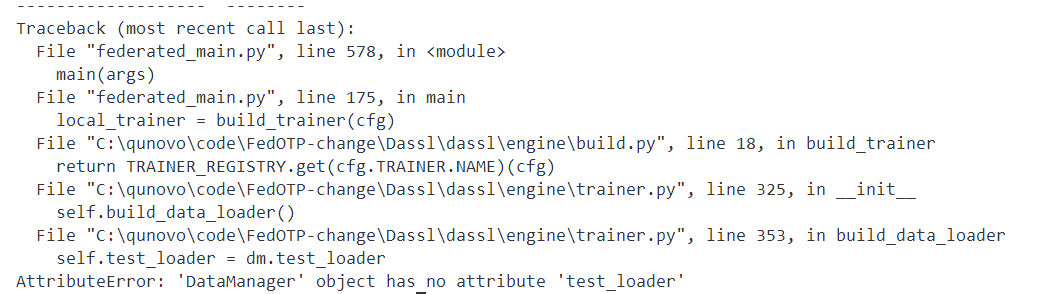 -------------------  --------
Traceback (most recent call last):
  File "federated_main.py", line 578, in <module>
    main(args)
  File "federated_main.py", line 175, in main
    local_trainer = build_trainer(cfg)
  File "C:\qunovo\code\FedOTP-change\Dassl\dassl\engine\build.py", line 18, in build_trainer
    return TRAINER_REGISTRY.get(cfg.TRAINER.NAME)(cfg)
  File "C:\qunovo\code\FedOTP-change\Dassl\dassl\engine\trainer.py", line 325, in __init__
    self.build_data_loader()
  File "C:\qunovo\code\FedOTP-change\Dassl\dassl\engine\trainer.py", line 353, in build_data_loader
    self.test_loader = dm.test_loader
AttributeError: 'DataManager' object has no attribute 'test_loader'